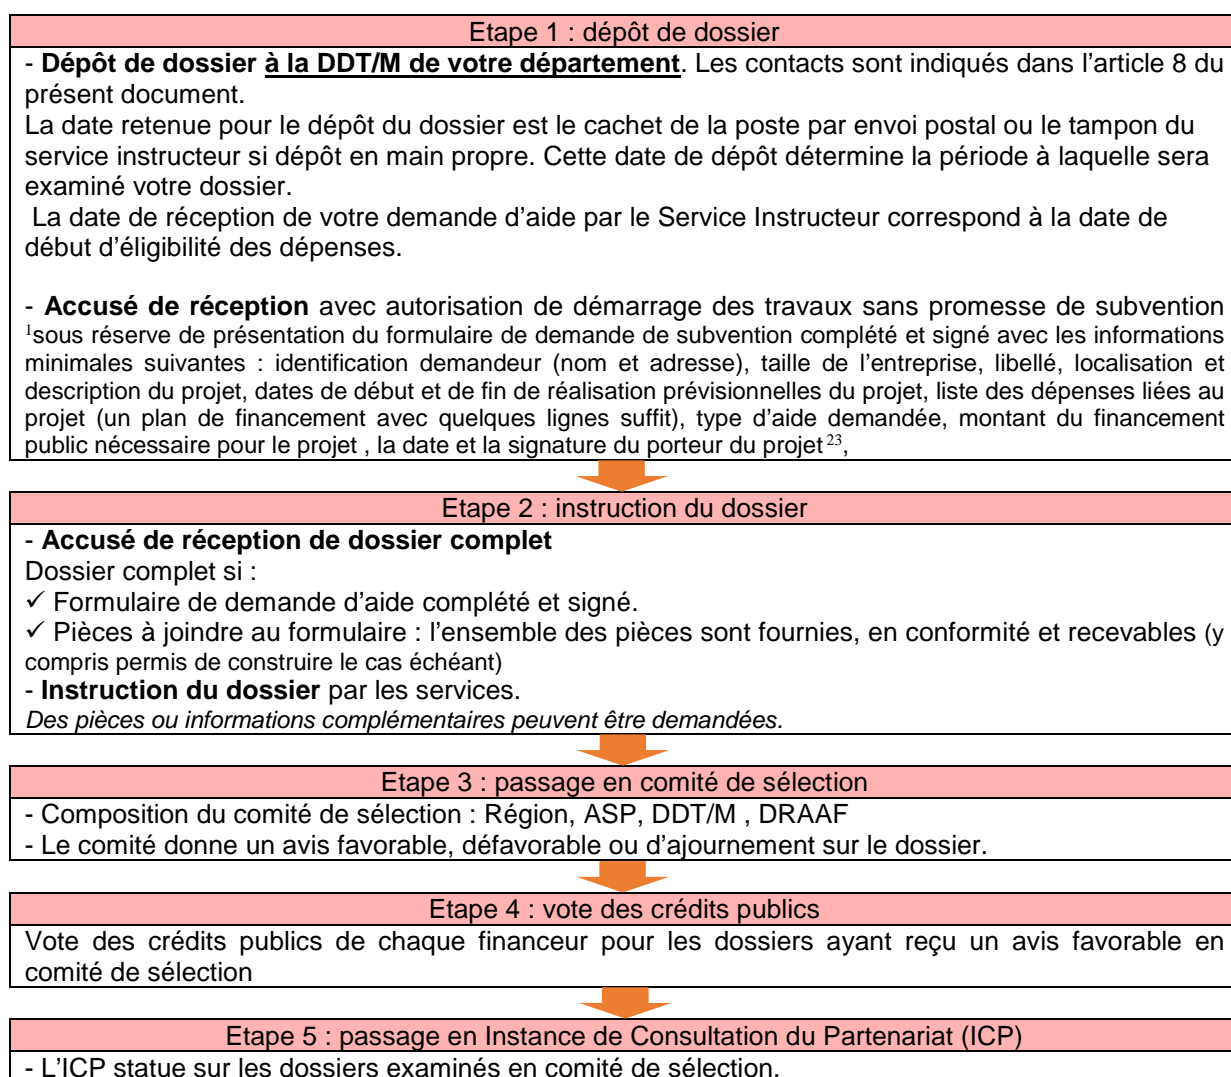 Etape 1 : dépôt de dossier
- Dépôt de dossier à la DDT/M de votre département. Les contacts sont indiqués dans l’article 8 du
présent document.
La date retenue pour le dépôt du dossier est le cachet de la poste par envoi postal ou le tampon du
service instructeur si dépôt en main propre. Cette date de dépôt détermine la période à laquelle sera
examiné votre dossier.
La date de réception de votre demande d’aide par le Service Instructeur correspond à la date de
début d’éligibilité des dépenses.
- Accusé de réception avec autorisation de démarrage des travaux sans promesse de subvention
1sous réserve de présentation du formulaire de demande de subvention complété et signé avec les informations
minimales suivantes : identification demandeur (nom et adresse), taille de l’entreprise, libellé, localisation et
description du projet, dates de début et de fin de réalisation prévisionnelles du projet, liste des dépenses liées au
projet (un plan de financement avec quelques lignes suffit), type d’aide demandée, montant du financement
public nécessaire pour le projet , la date et la signature du porteur du projet 23,
Etape 2 : instruction du dossier
- Accusé de réception de dossier complet
Dossier complet si :
✓ Formulaire de demande d’aide complété et signé.
✓ Pièces à joindre au formulaire : l’ensemble des pièces sont fournies, en conformité et recevables (y
compris permis de construire le cas échéant)
- Instruction du dossier par les services.
Des pièces ou informations complémentaires peuvent être demandées.
Etape 3 : passage en comité de sélection
- Composition du comité de sélection : Région, ASP, DDT/M , DRAAF
- Le comité donne un avis favorable, défavorable ou d’ajournement sur le dossier.
Etape 4 : vote des crédits publics
Vote des crédits publics de chaque financeur pour les dossiers ayant reçu un avis favorable en
comité de sélection
Etape 5 : passage en Instance de Consultation du Partenariat (ICP)
- L’ICP statue sur les dossiers examinés en comité de sélection.